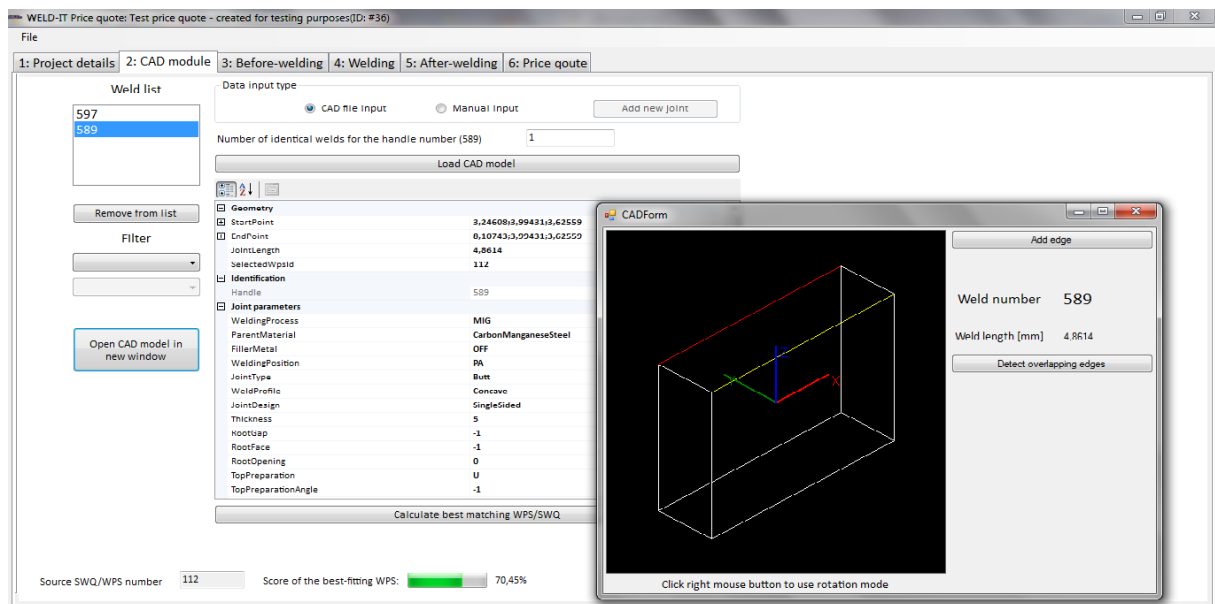 WELD-IT Price quote: Test price quote - created for testing purposes(ID: #36)
File
1: Project details 2: CAD module 3: Before-welding 4: Welding 5: After-welding 6: Price qoute
Weld list
597
589
Remove from list
Filter
Open CAD model in
new window
Data input type
CAD file input Manual input Add new joint
Number of identical welds for the handle number (589) 1
Load CAD model
Geometry
StartPoint 3,24608;3,99431;3,62559
EndPoint 8,10743;3,99431;3,62559
JointLength 4,8614
SelectedWpsId 112
Identification
Handle 589
Joint parameters
WeldingProcess MIG
ParentMaterial CarbonManganeseSteel
FillerMetal OFF
WeldingPosition PA
JointType Butt
WeldProfile Concave
JointDesign SingleSided
Thickness 5
RootGap -1
RootFace -1
RootOpening 0
TopPreparation U
TopPreparationAngle -1
Calculate best matching WPS/SWQ
Source SWQ/WPS number 112 Score of the best-fitting WPS: 70,45%
CADForm
Add edge
Weld number 589
Weld length [mm] 4,8614
Detect overlapping edges
X
Click right mouse button to use rotation mode